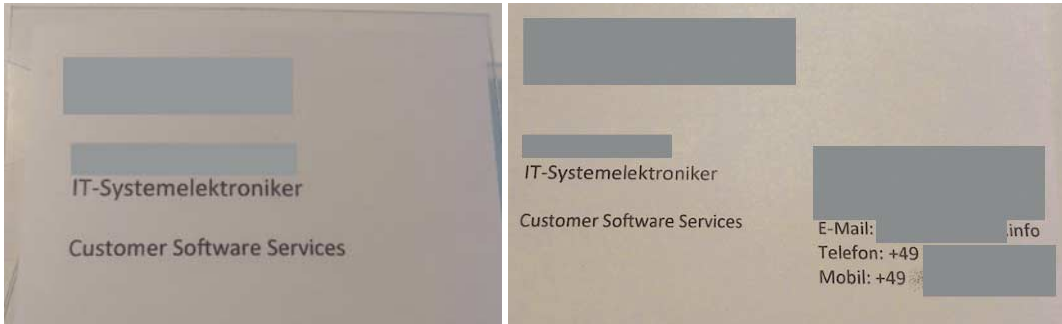 IT-Systemelektroniker
Customer Software Services
IT-Systemelektroniker
Customer Software Services
E-Mail: .info
Telefon: +49
Mobil: +49